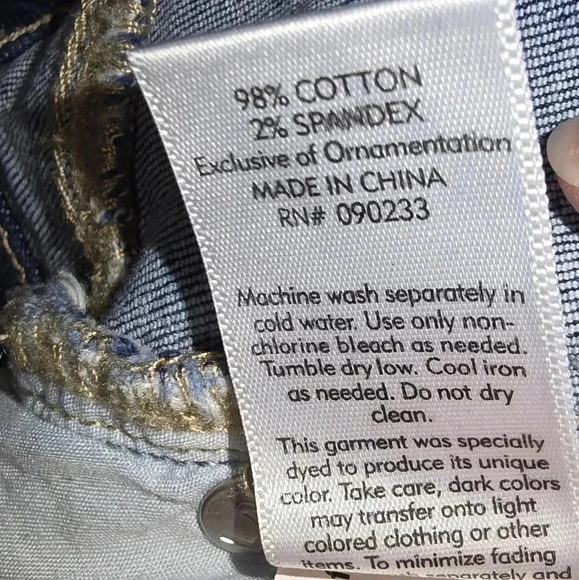 98% COTTON
2% SPANDEX
Exclusive of Ornamentation
MADE IN CHINA
RN# 090233
Machine wash separately in
cold water. Use only non-
chlorine bleach as needed.
Tumble dry low. Cool iron
as needed. Do not dry
clean.
This garment was specially
dyed to produce its unique
color. Take care, dark colors
may transfer onto light
colored clothing or other
items. To minimize fading
separately and